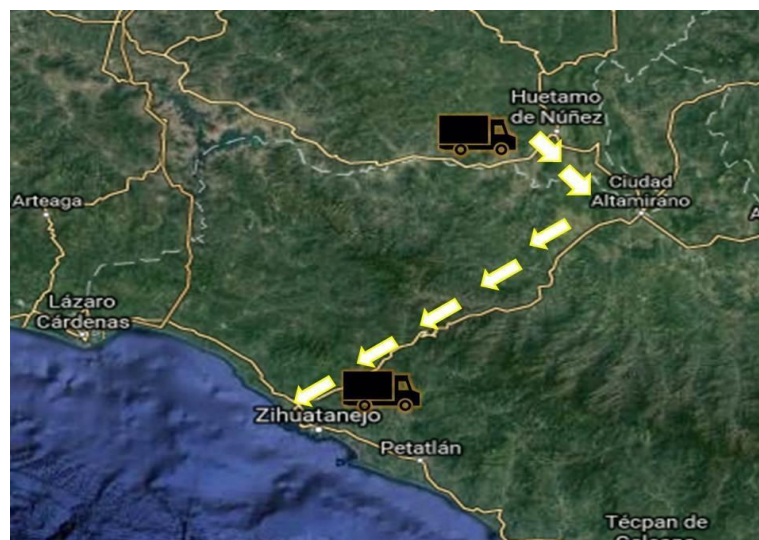 Huetamo
de Núñez
Ciudad
Altamirano
Arteaga
A
Lázaro
Cárdenas
Zihuatanejo
Petatlán
Técpan de